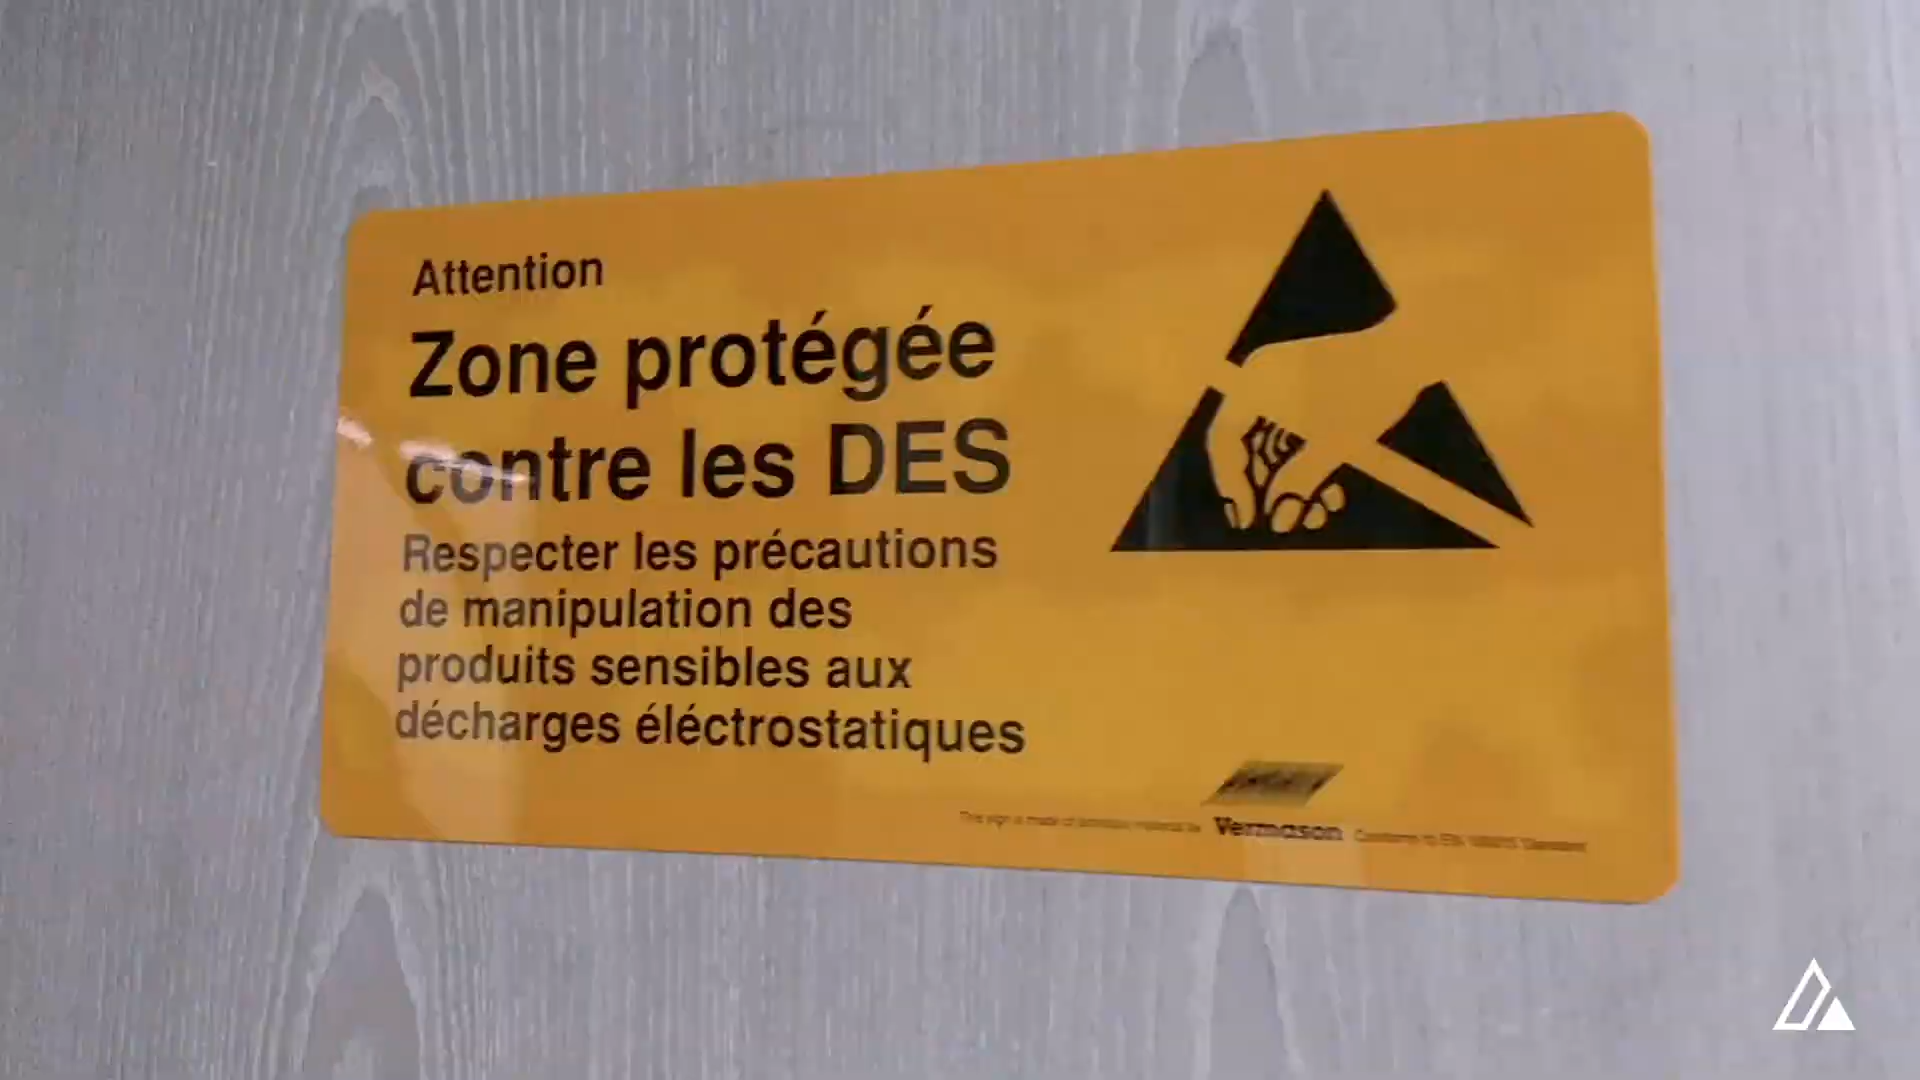 Attention
Zone protégée
contre les DES
Respecter les précautions
de manipulation des
produits sensibles aux
décharges éléctrostatiques
Vermason